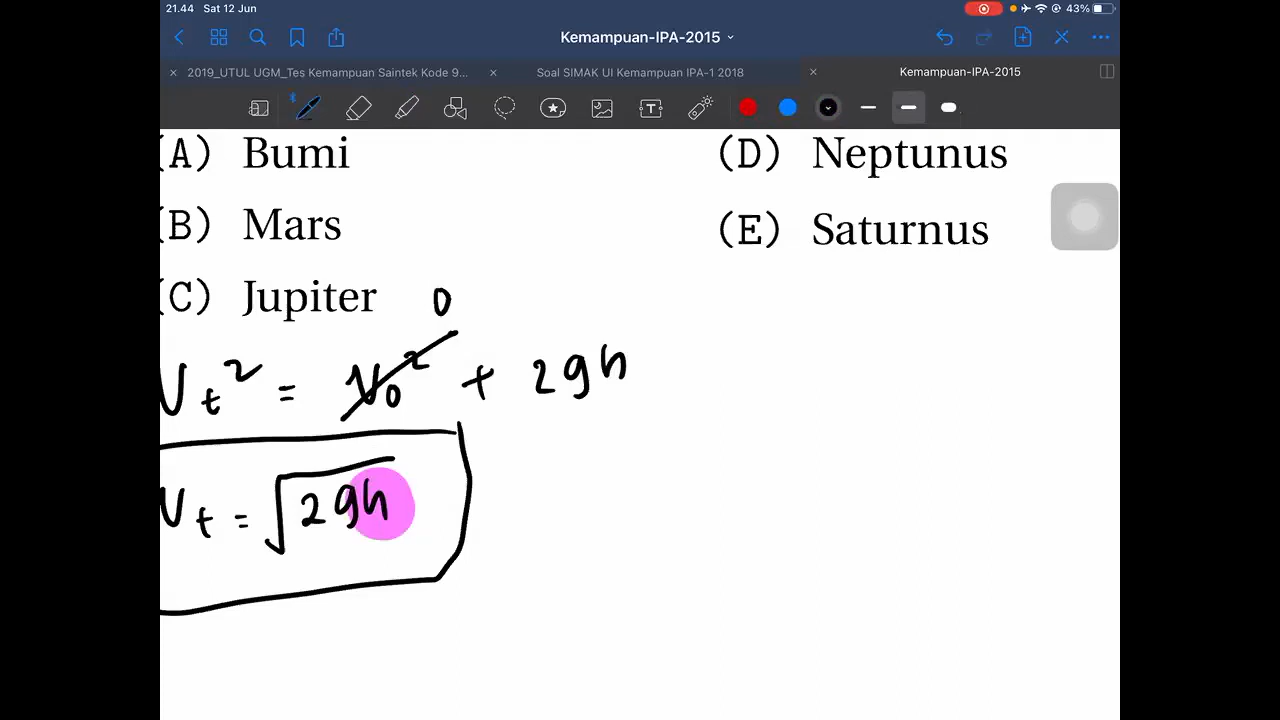 21.44 Sat 12 Jun 43%
Kemampuan-IPA-2015
2019_UTUL UGM_Tes Kemampuan Saintek Kode 9... Soal SIMAK UI Kemampuan IPA-1 2018 Kemampuan-IPA-2015
(A) Bumi
(B) Mars
(C) Jupiter
(D) Neptunus
(E) Saturnus
0
Vt² = V0² + 2gh
Vt = √2gh